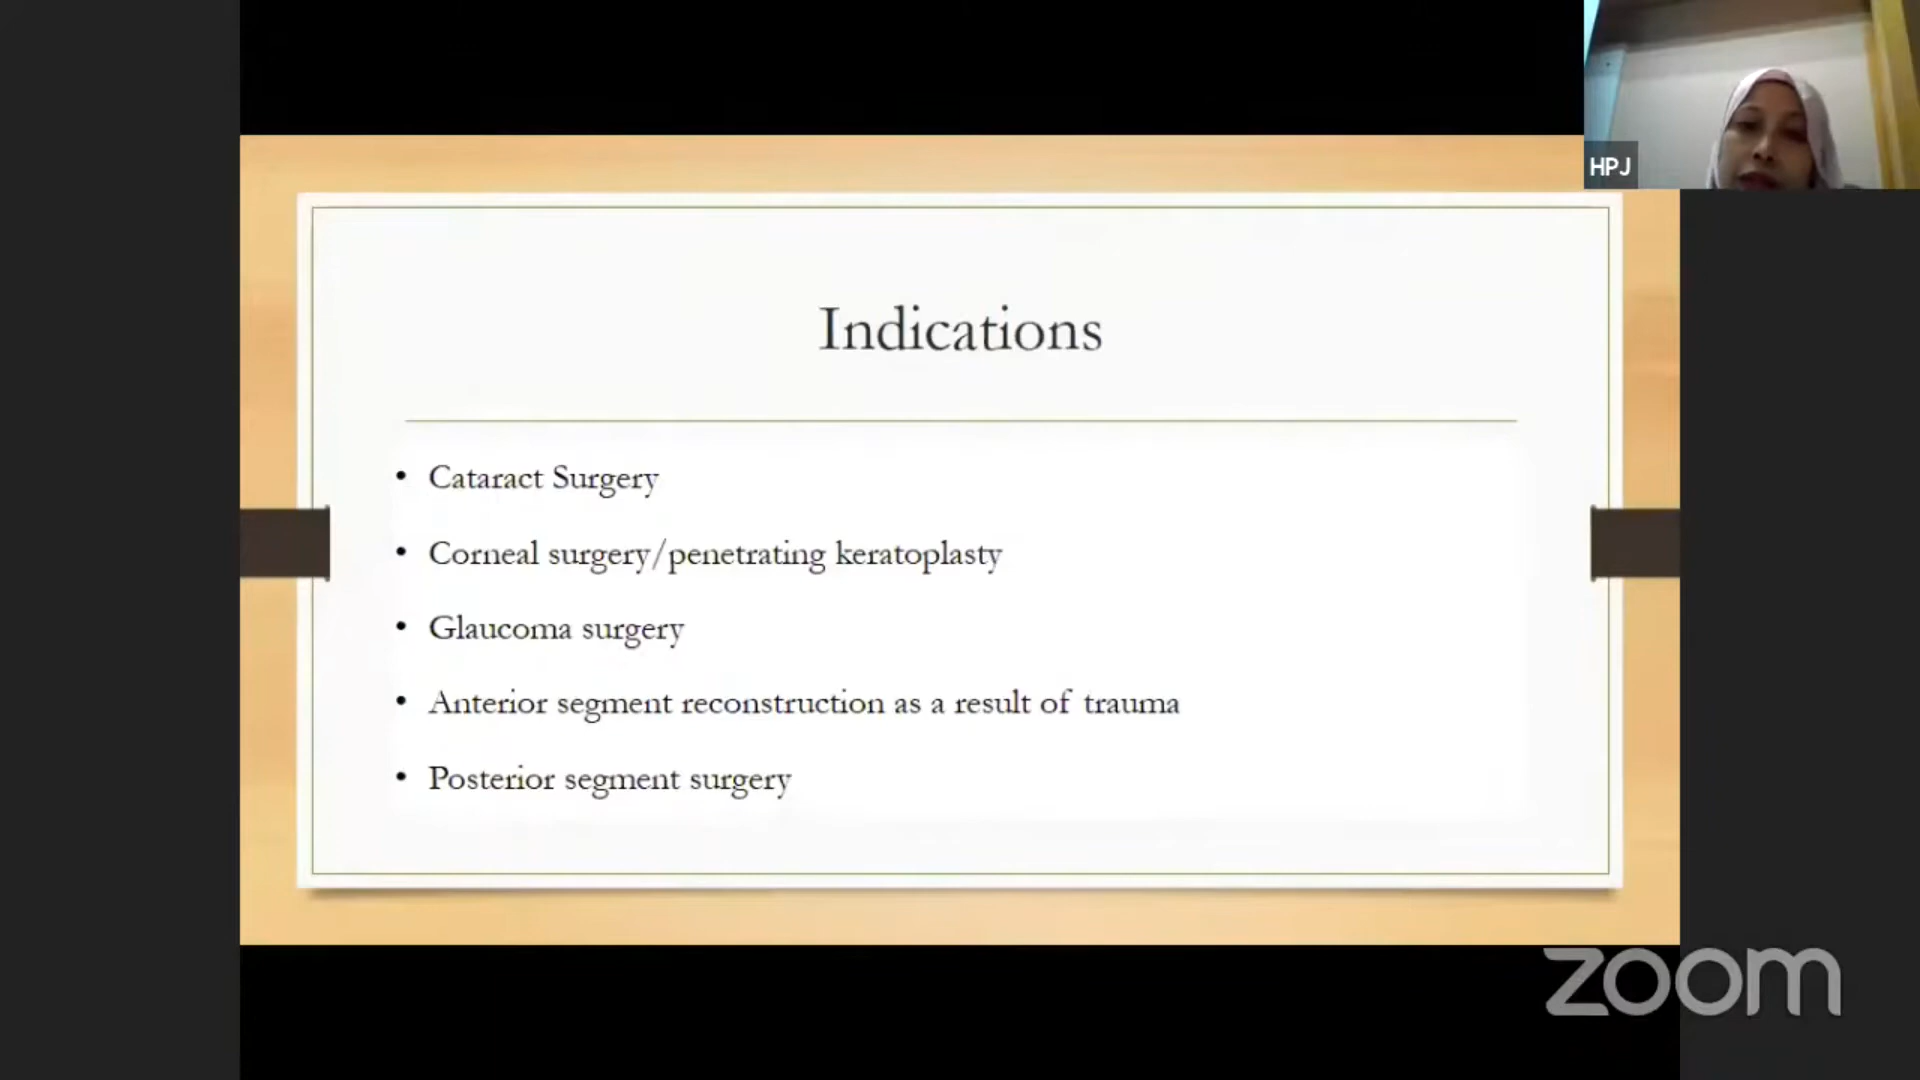 HPJ
Indications
• Cataract Surgery
• Corneal surgery/penetrating keratoplasty
• Glaucoma surgery
• Anterior segment reconstruction as a result of trauma
• Posterior segment surgery
zoom